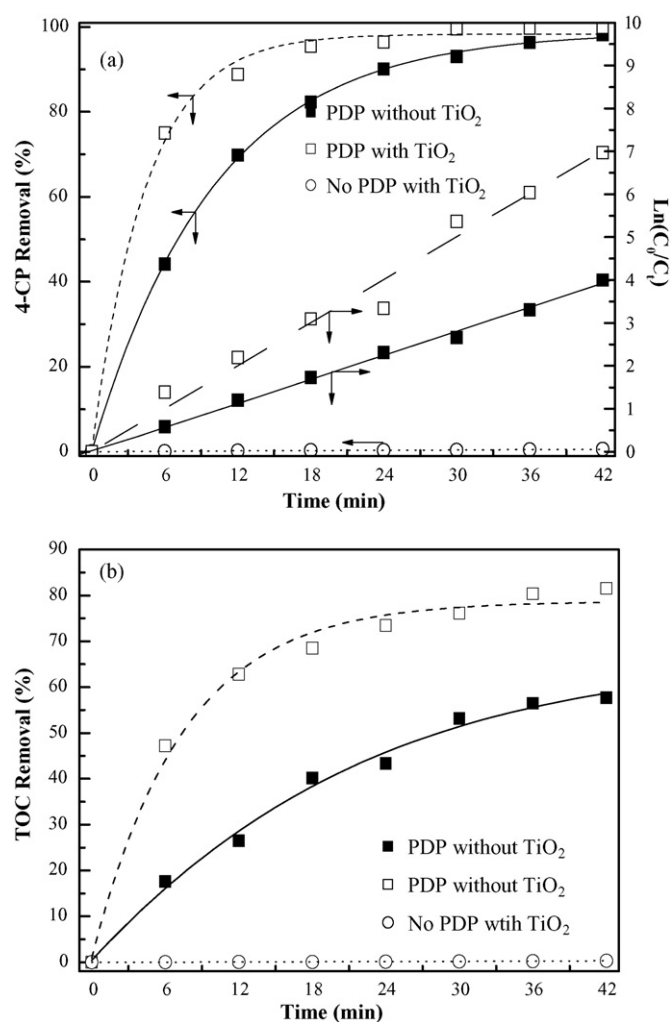 100
80
60
40
20
0
4-CP Removal (%)
(a)
PDP without TiO₂
PDP with TiO₂
No PDP with TiO₂
10
9
8
7
6
5
4
3
2
1
0
Ln(C₀/Cₜ)
0 6 12 18 24 30 36 42
Time (min)
90
80
70
60
50
40
30
20
10
0
TOC Removal (%)
(b)
PDP without TiO₂
PDP without TiO₂
No PDP wtih TiO₂
0 6 12 18 24 30 36 42
Time (min)